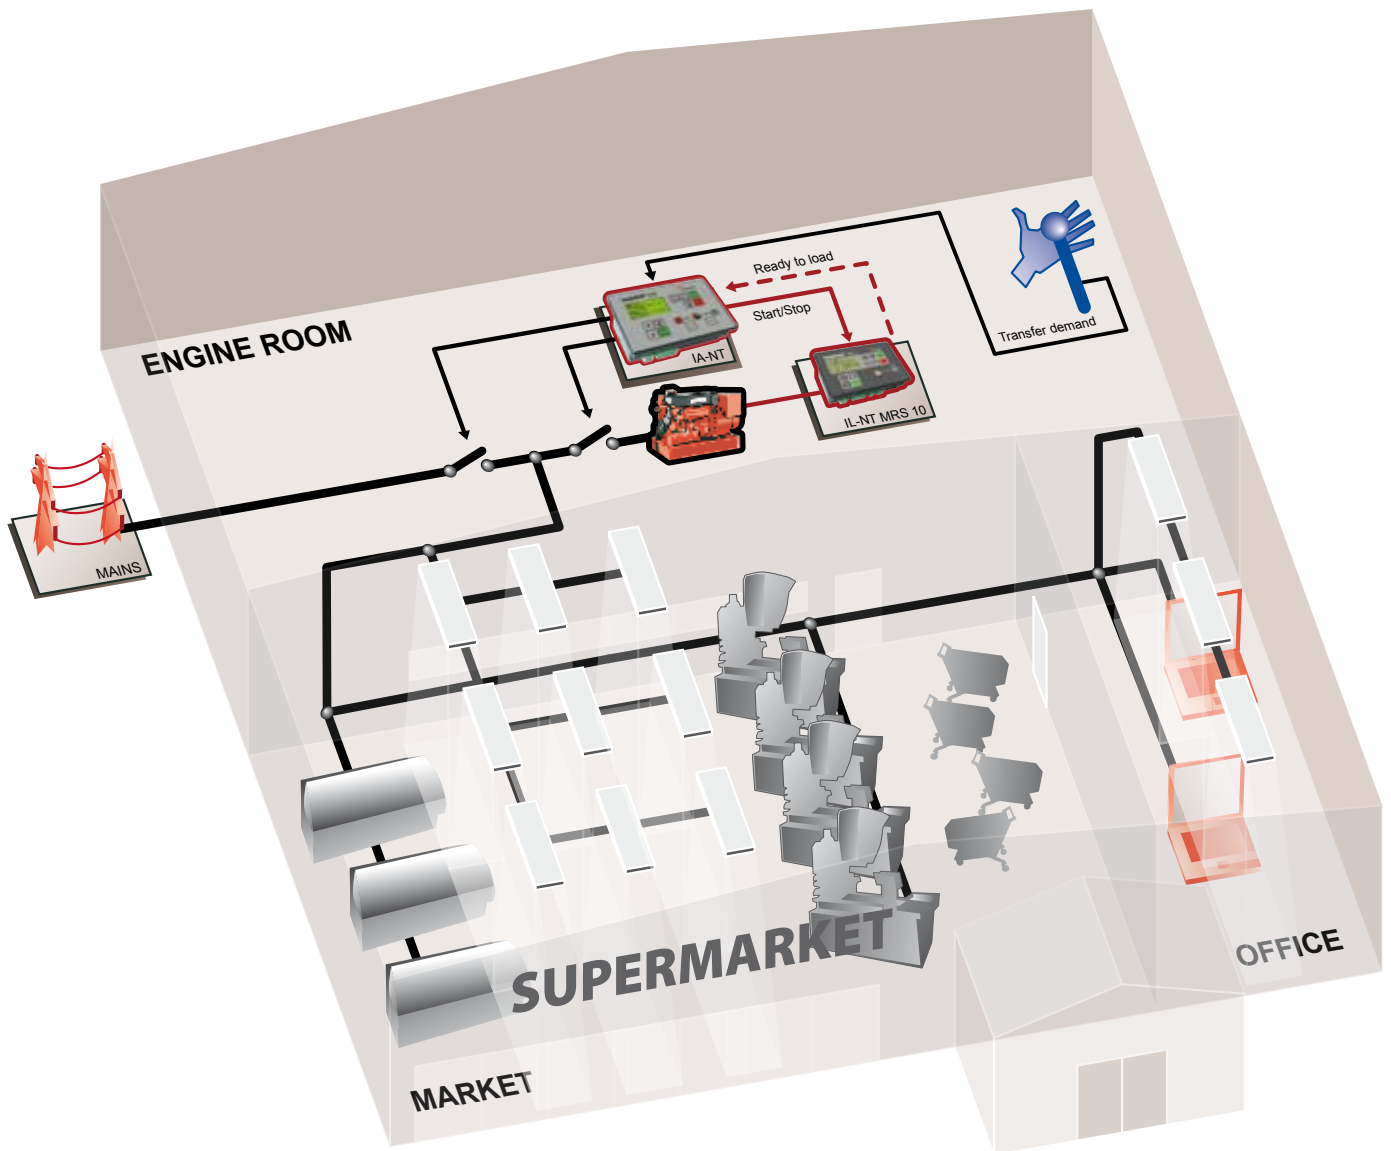 ENGINE ROOM
Ready to load
Start/Stop
Transfer demand
IA-NT
IL-NT MRS 10
MAINS
SUPERMARKET
OFFICE
MARKET